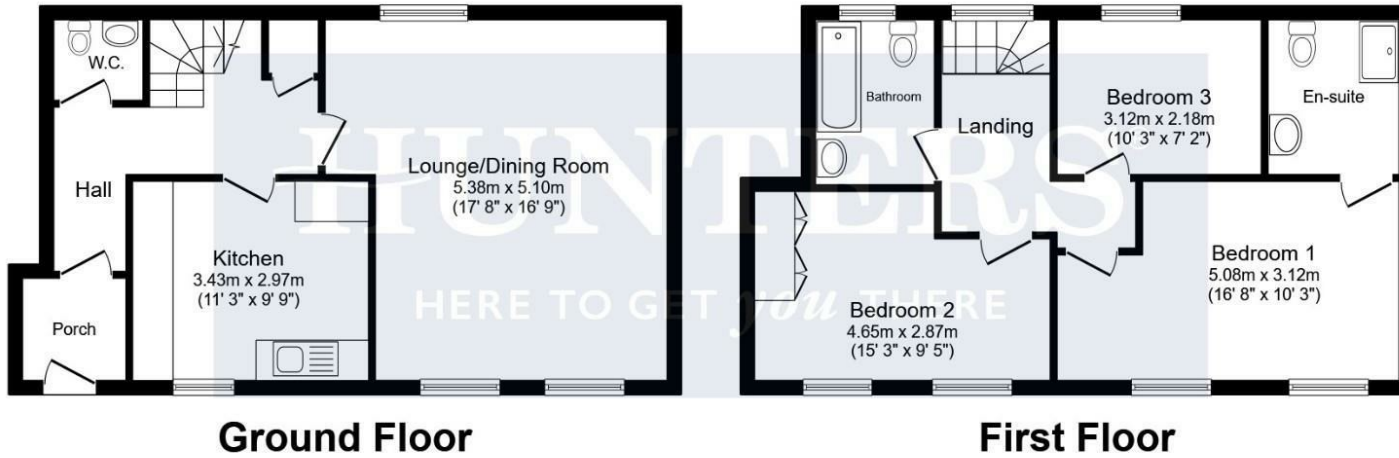 W.C.
Hall
Porch
Kitchen
3.43m x 2.97m
(11' 3" x 9' 9")
Lounge/Dining Room
5.38m x 5.10m
(17' 8" x 16' 9")
Ground Floor
Bathroom
Landing
Bedroom 3
3.12m x 2.18m
(10' 3" x 7' 2")
En-suite
Bedroom 2
4.65m x 2.87m
(15' 3" x 9' 5")
Bedroom 1
5.08m x 3.12m
(16' 8" x 10' 3")
First Floor
HUNTERS
HERE TO GET you THERE